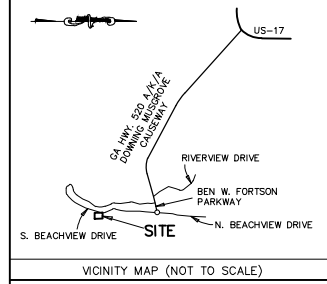 US-17
GA HWY. 520 A/K/A
DOWNING MUSGROVE
CAUSEWAY
RIVERVIEW DRIVE
BEN W. FORTSON
PARKWAY
N. BEACHVIEW DRIVE
S. BEACHVIEW DRIVE
SITE
VICINITY MAP (NOT TO SCALE)